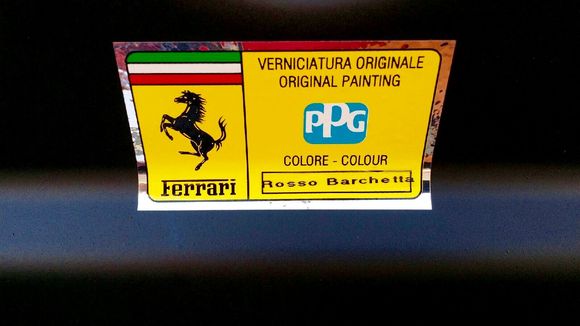 VERNICIATURA ORIGINALE
ORIGINAL PAINTING
PPG
COLORE - COLOUR
Rosso Barchetta
Ferrari